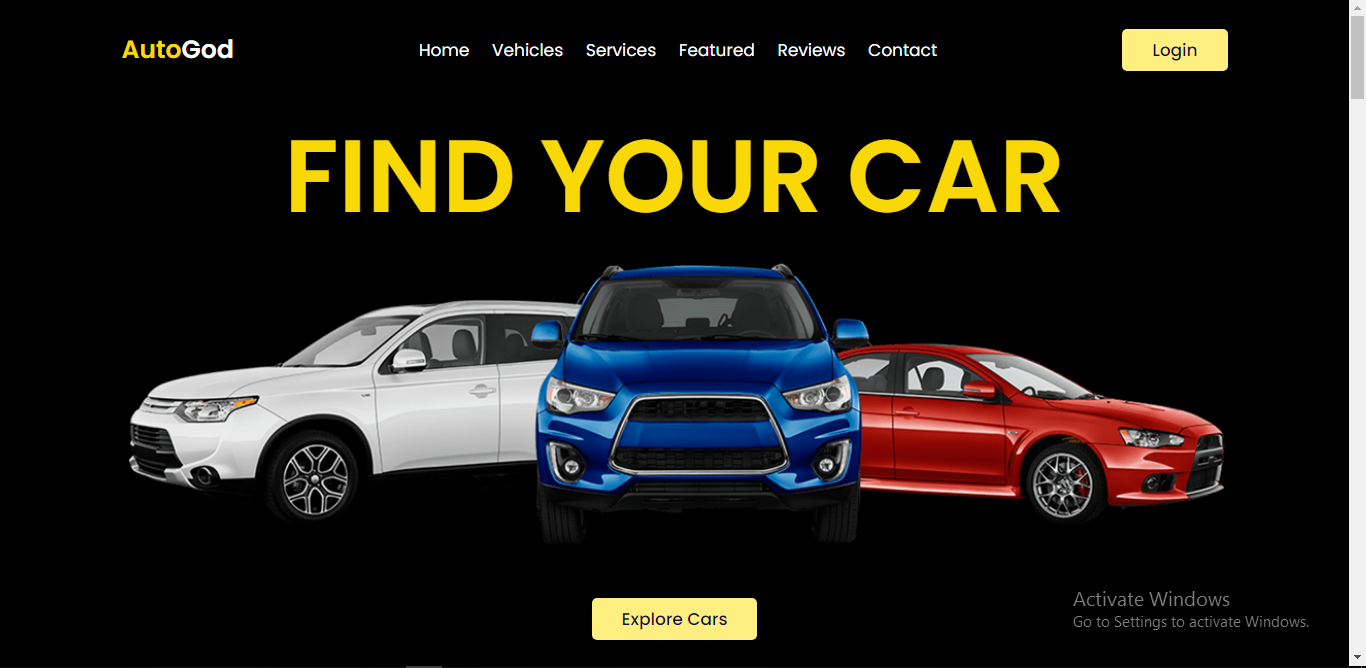 AutoGod
Home Vehicles Services Featured Reviews Contact
Login
FIND YOUR CAR
Explore Cars
Activate Windows
Go to Settings to activate Windows.